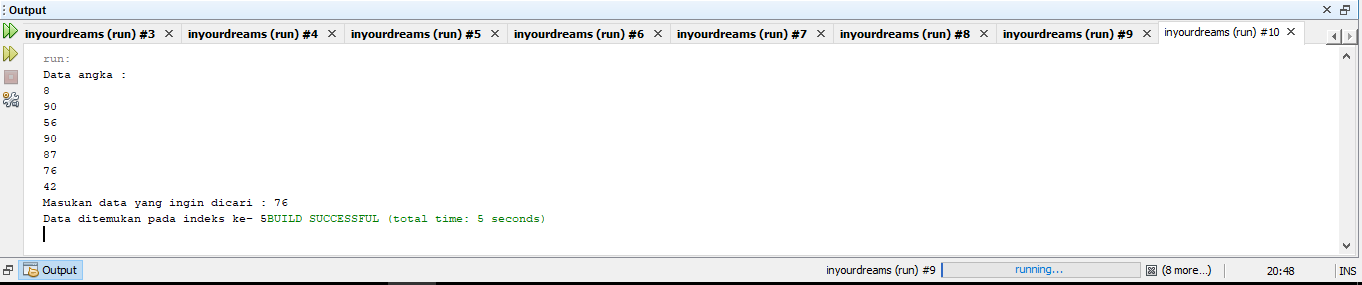 Output
inyourdreams (run) #3 inyourdreams (run) #4 inyourdreams (run) #5 inyourdreams (run) #6 inyourdreams (run) #7 inyourdreams (run) #8 inyourdreams (run) #9 inyourdreams (run) #10
run:
Data angka :
8
90
56
90
87
76
42
Masukan data yang ingin dicari : 76
Data ditemukan pada indeks ke- 5BUILD SUCCESSFUL (total time: 5 seconds)
Output inyourdreams (run) #9 running... (8 more...) 20:48 INS